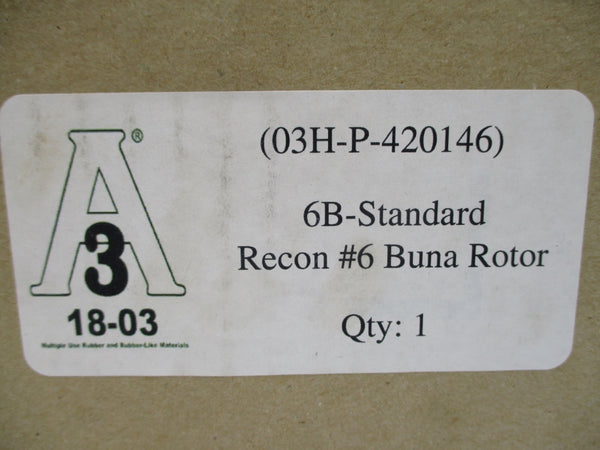 (03H-P-420146)
6B-Standard
Recon #6 Buna Rotor
Qty: 1
A®
3
18-03
Multiple Use Rubber and Rubber-Like Materials